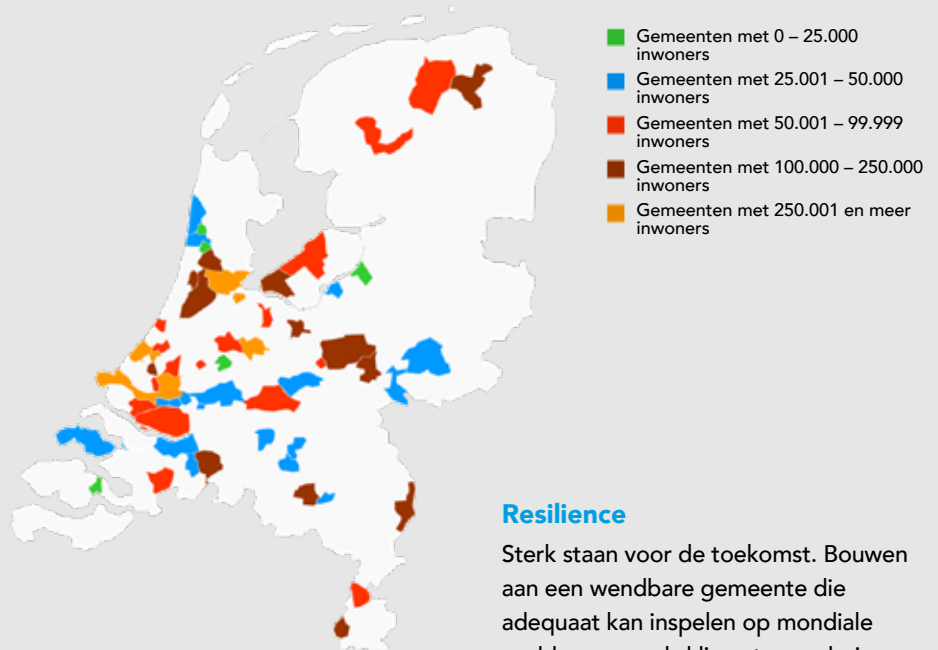 Gemeenten met 0 – 25.000
inwoners
Gemeenten met 25.001 – 50.000
inwoners
Gemeenten met 50.001 – 99.999
inwoners
Gemeenten met 100.000 – 250.000
inwoners
Gemeenten met 250.001 en meer
inwoners
Resilience
Sterk staan voor de toekomst. Bouwen
aan een wendbare gemeente die
adequaat kan inspelen op mondiale